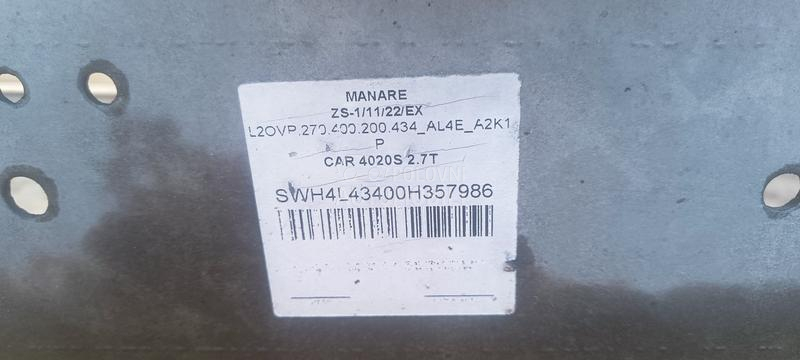 MANARE
ZS-1/11/22/EX
L2OVP.270.400.200.434_AL4E_A2K1
P
CAR 4020S 2.7T
SWH4L43400H357986